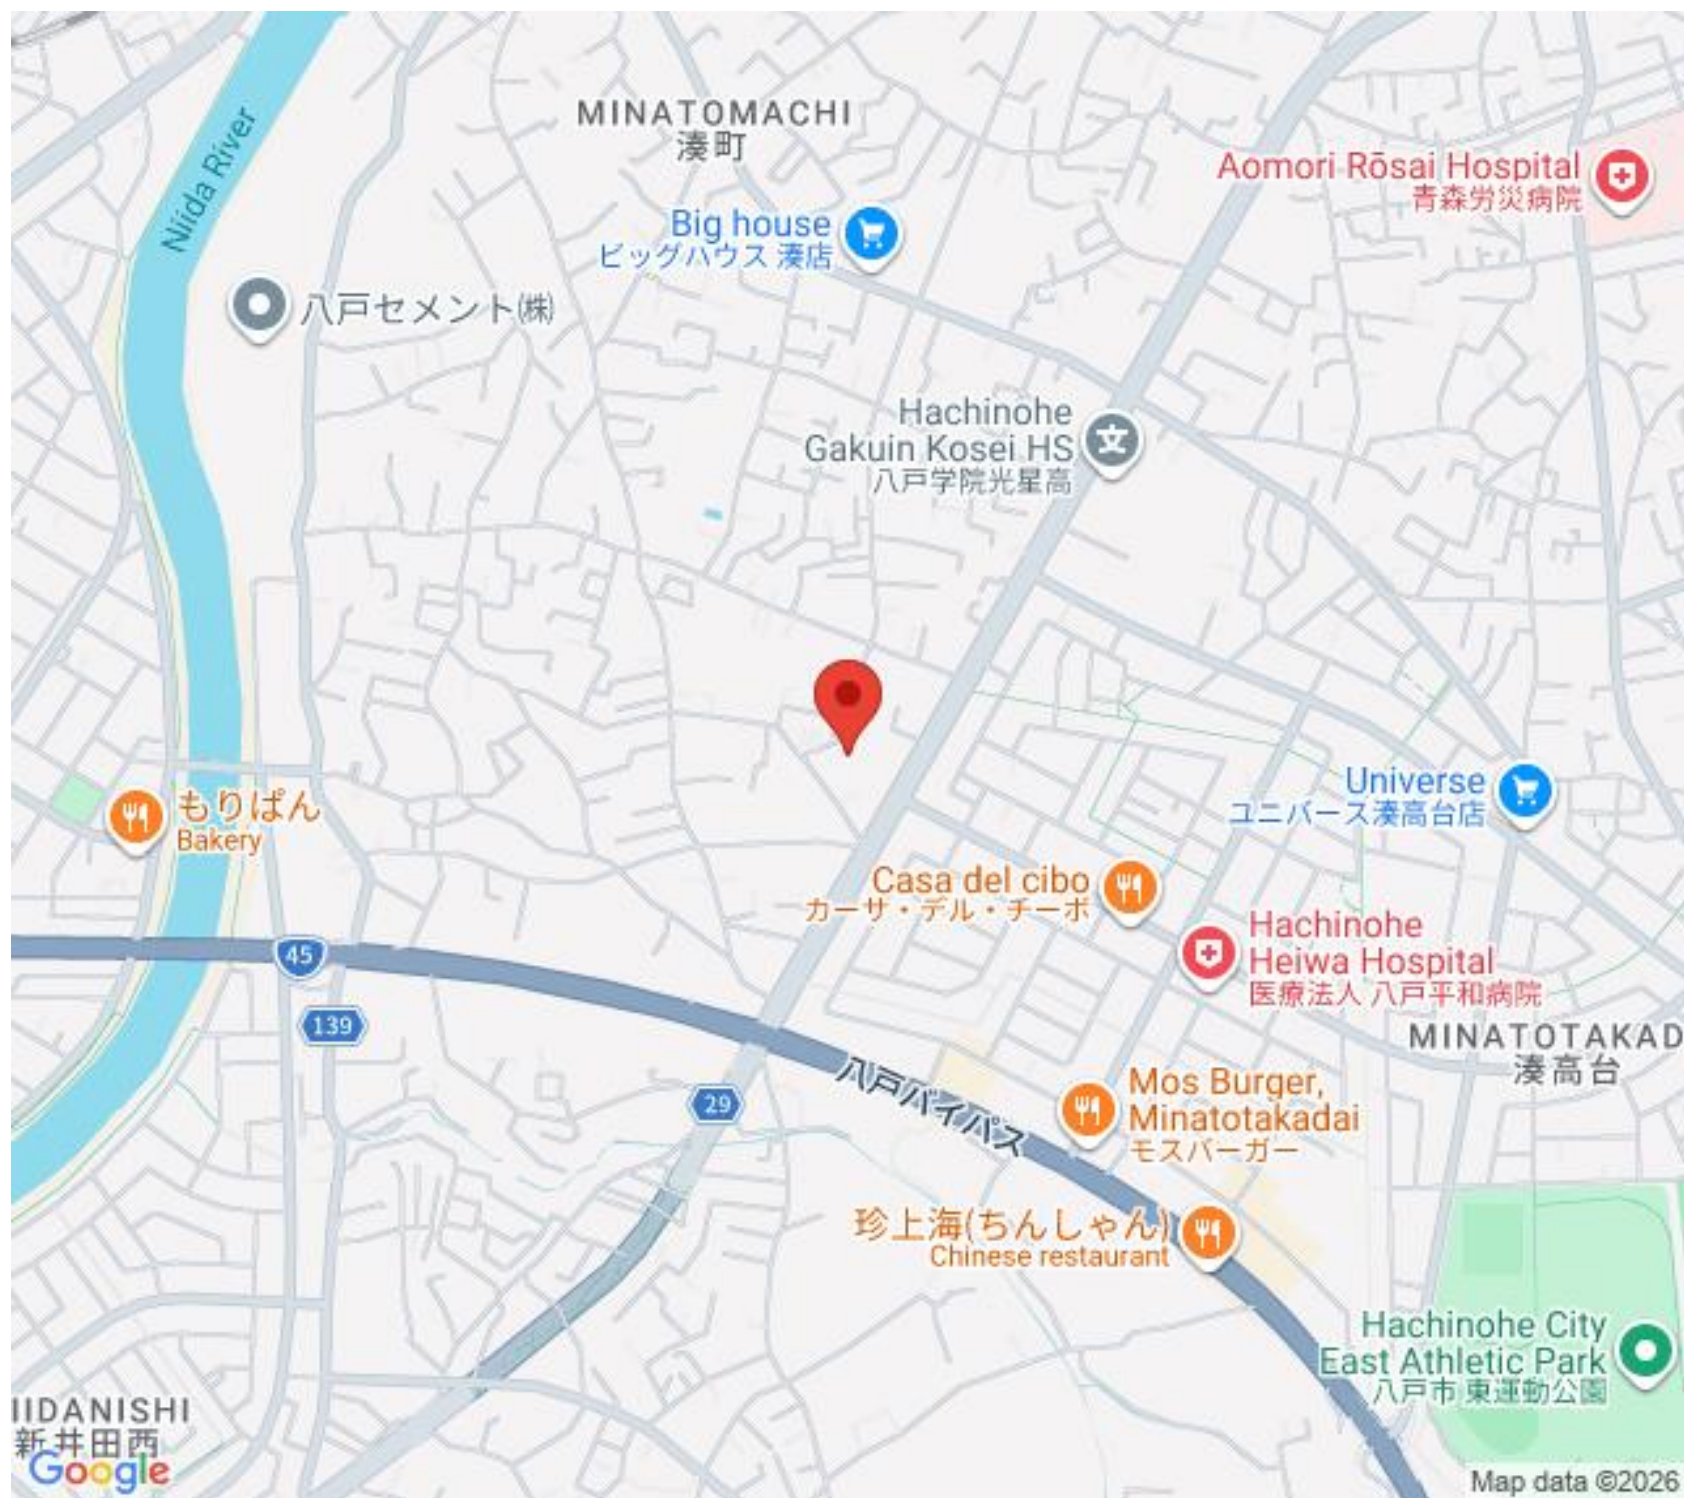 MINATOMACHI
湊町
Niida River
Aomori Rōsai Hospital
青森労災病院
Big house
ビッグハウス 湊店
八戸セメント㈱
Hachinohe
Gakuin Kosei HS
八戸学院光星高
文
Universe
ユニバース湊高台店
もりぱん
Bakery
Casa del cibo
カーサ・デル・チーボ
Hachinohe
Heiwa Hospital
医療法人 八戸平和病院
45
139
MINATOTAKAD
湊高台
八戸バイパス
29
Mos Burger,
Minatotakadai
モスバーガー
珍上海(ちんしゃん)
Chinese restaurant
Hachinohe City
East Athletic Park
八戸市 東運動公園
IIDANISHI
新井田西
Google
Map data ©2026